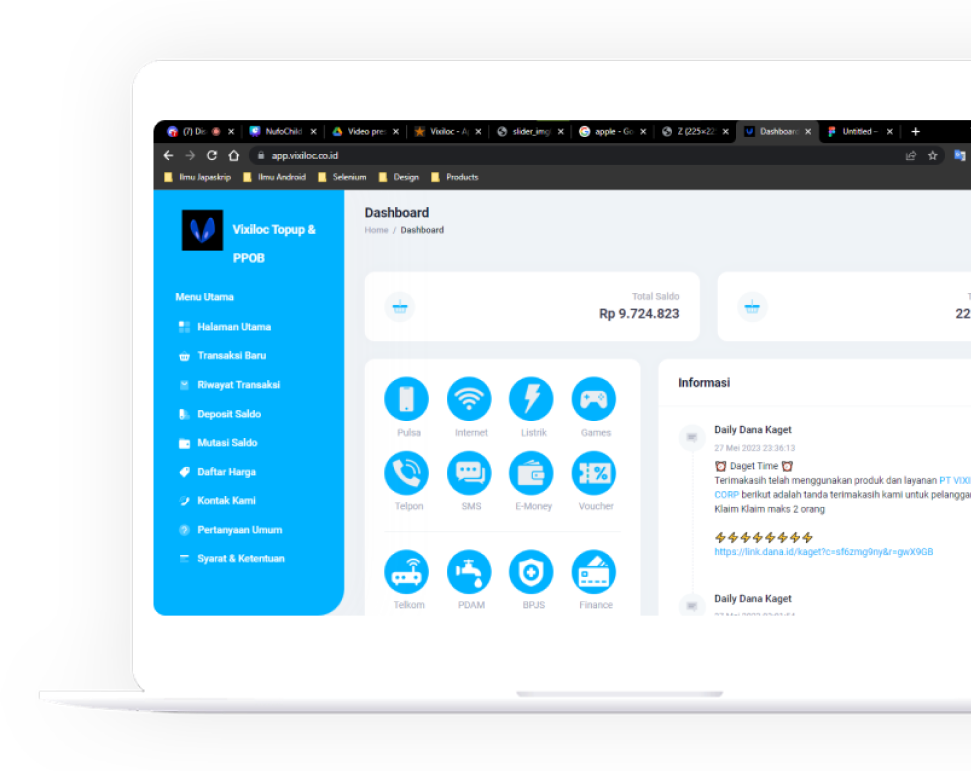 (7) Dis
NufoChild
Video pre
Vixiloc - A
slider_img
apple - Go
Z (225×22
Dashboard
Untitled –
app.vixiloc.co.id
Ilmu Japaskrip
Ilmu Android
Selenium
Design
Products
Vixiloc Topup &
PPOB
Menu Utama
Halaman Utama
Transaksi Baru
Riwayat Transaksi
Deposit Saldo
Mutasi Saldo
Daftar Harga
Kontak Kami
Pertanyaan Umum
Syarat & Ketentuan
Dashboard
Home / Dashboard
Total Saldo
Rp 9.724.823
T
22
Pulsa
Internet
Listrik
Games
Telpon
SMS
E-Money
Voucher
Telkom
PDAM
BPJS
Finance
Informasi
Daily Dana Kaget
27 Mei 2023 23:36:13
⏰ Daget Time ⏰
Terimakasih telah menggunakan produk dan layanan PT VIXI
CORP berikut adalah tanda terimakasih kami untuk pelangga
Klaim Klaim maks 2 orang
⚡⚡⚡⚡⚡⚡⚡⚡
https://link.dana.id/kaget?c=sf6zmg9ny&r=gwX9GB
Daily Dana Kaget